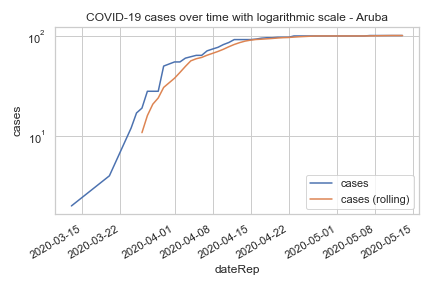 COVID-19 cases over time with logarithmic scale - Aruba
10²
10¹
cases
cases
cases (rolling)
2020-03-15
2020-03-22
2020-04-01
2020-04-08
2020-04-15
2020-04-22
2020-05-01
2020-05-08
2020-05-15
dateRep